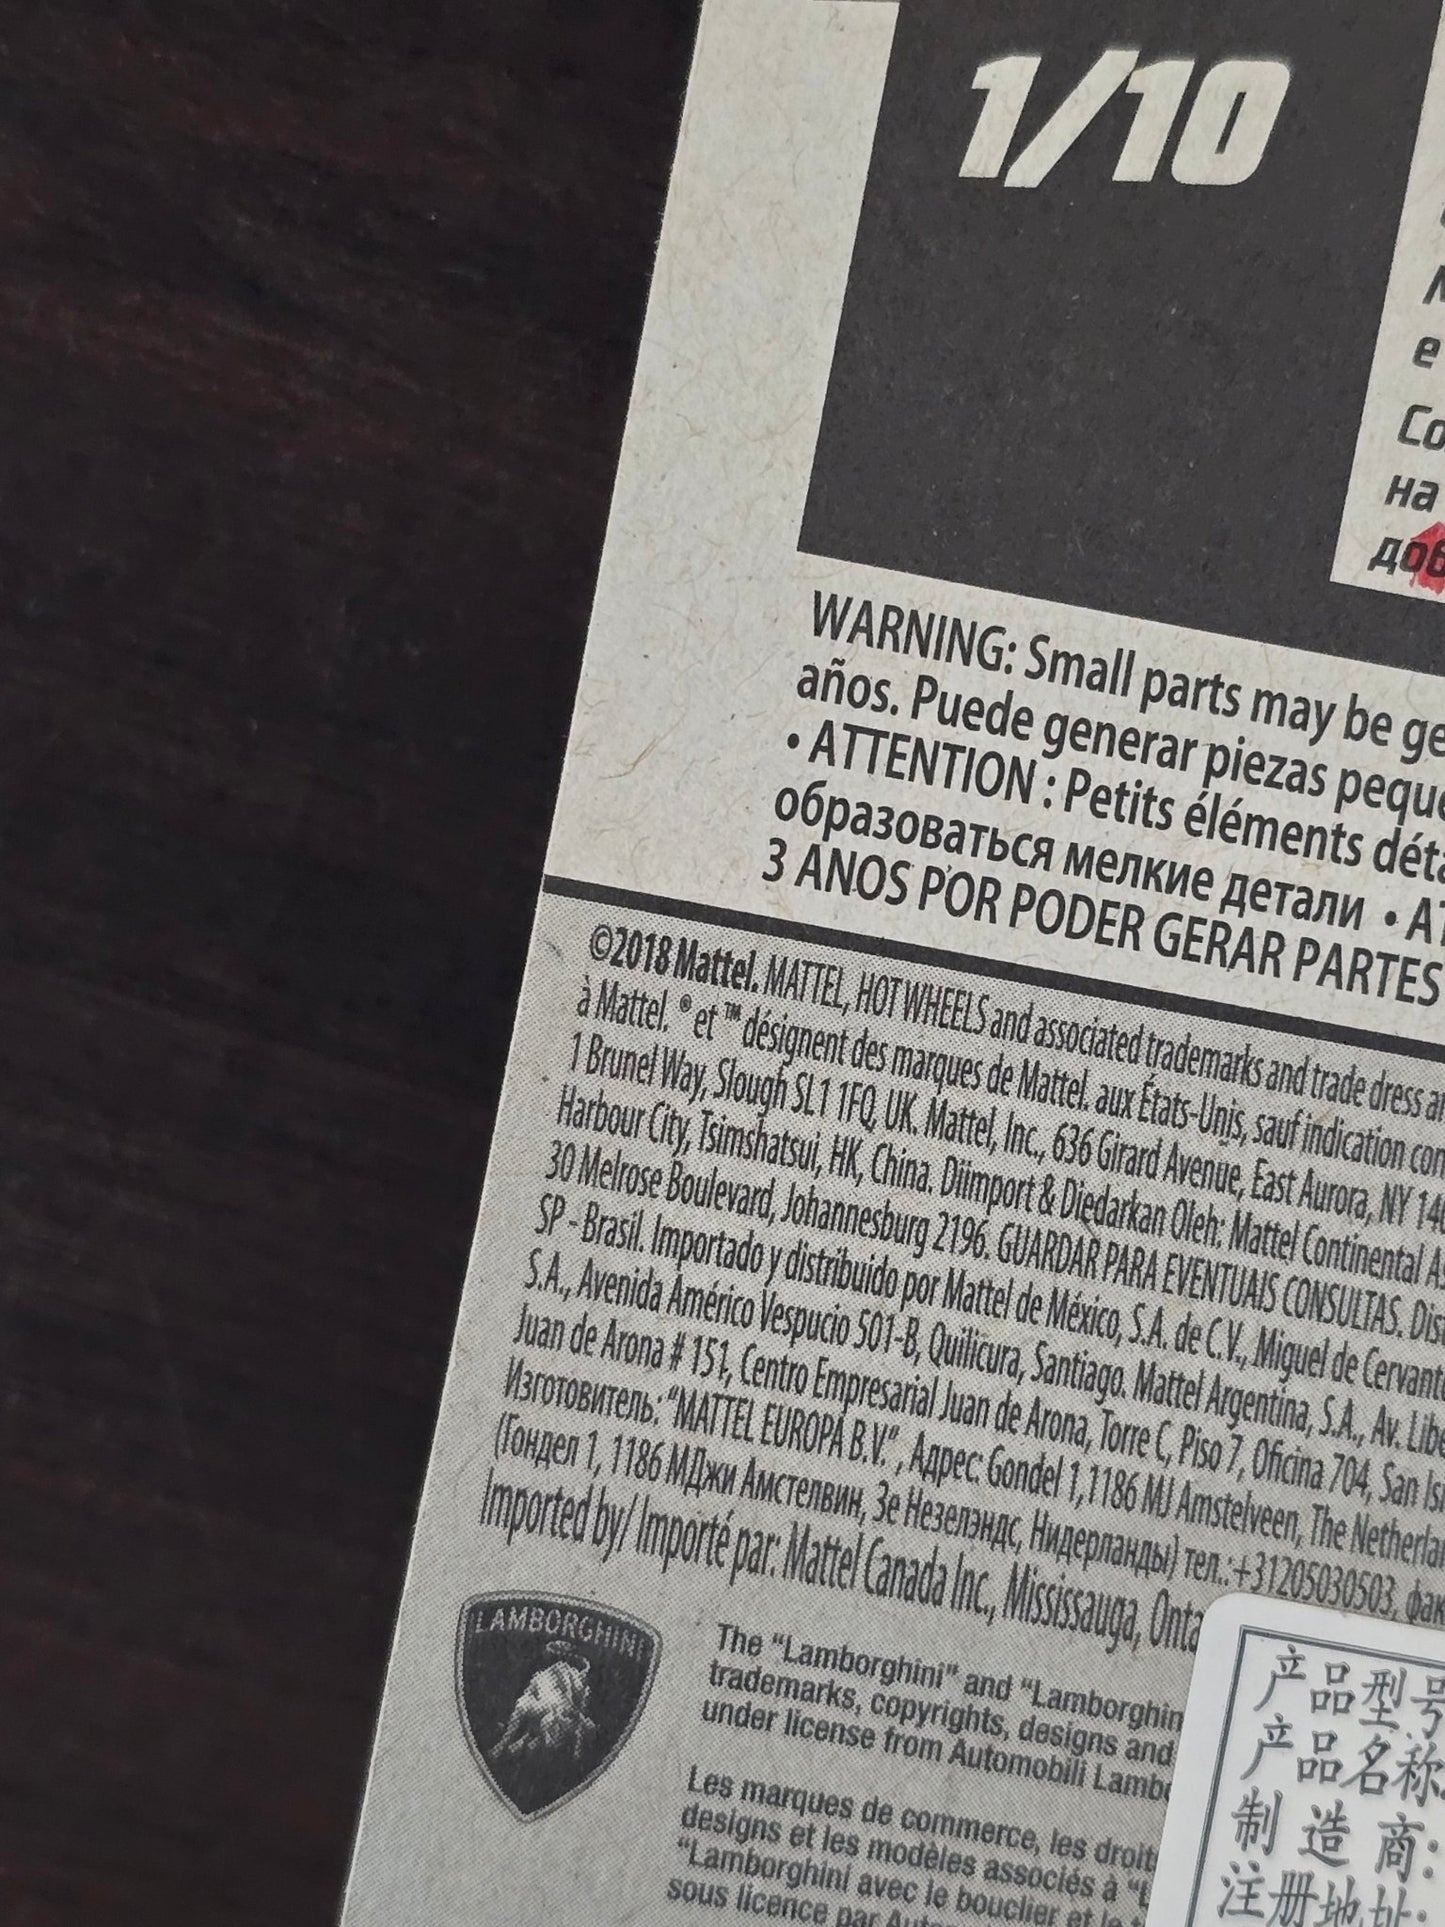 1/10
е
Со
на
WARNING: Small parts may be
años. Puede generar piezas
• ATTENTION : Petits éléments
образоваться мелкие детали •
3 ANOS POR PODER GERAR PARTES
©2018 Mattel. MATTEL, HOT WHEELS and associated trademarks and trade dress
à Mattel. ® et ™ désignent des marques de Mattel. aux États-Unis, sauf indication
1 Brunel Way, Slough SL1 1FQ, UK. Mattel, Inc., 636 Girard Avenue, East Aurora, NY
Harbour City, Tsimshatsui, HK, China. Diimport & Diedarkan Oleh: Mattel Continental
30 Melrose Boulevard, Johannesburg 2196. GUARDAR PARA EVENTUAIS CONSULTAS.
SP - Brasil. Importado y distribuido por Mattel de México, S.A. de C.V., Miguel de
S.A., Avenida Américo Vespucio 501-B, Quilicura, Santiago. Mattel Argentina, S.A., Av.
Juan de Arona # 151, Centro Empresarial Juan de Arona, Torre C, Piso 7, Oficina 704, San
Изготовитель: “MATTEL EUROPA B.V.”, Адрес: Gondel 1,1186 MJ Amstelveen, The
(Гондел 1, 1186 МДжи Амстелвин, Зе Незелэндс, Нидерланды) тел.:+31205030503,
Imported by/ Importé par: Mattel Canada Inc., Mississauga,
LAMBORGHINI
The “Lamborghini” and
trademarks, copyrights, designs and
under license from Automobili
Les marques de commerce, les
designs et les modèles associés à
“Lamborghini avec le bouclier et le
sous licence par
产品型号
产品名称
制造商:
注册地址: